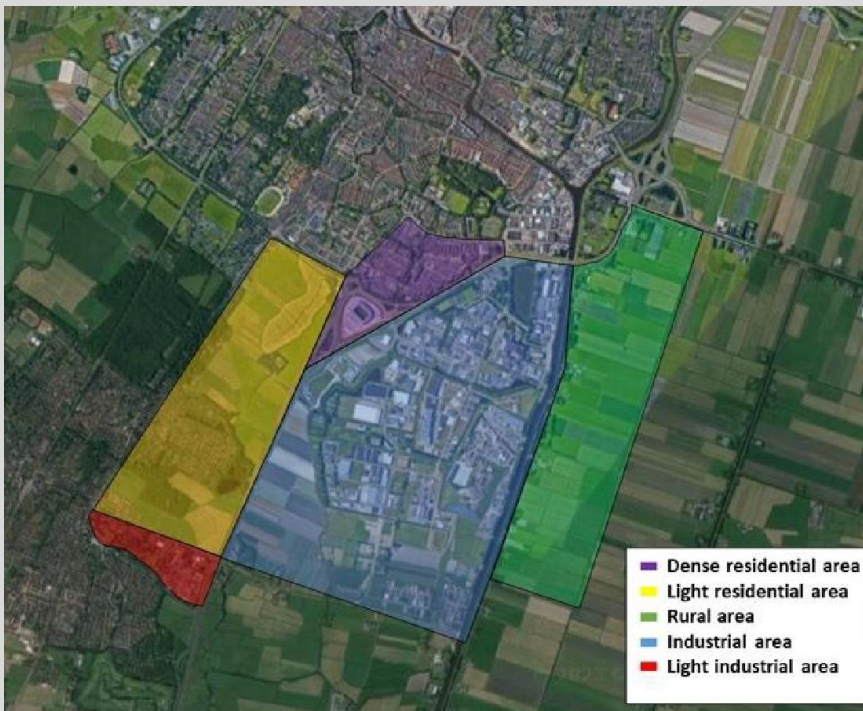 Dense residential area
Light residential area
Rural area
Industrial area
Light industrial area